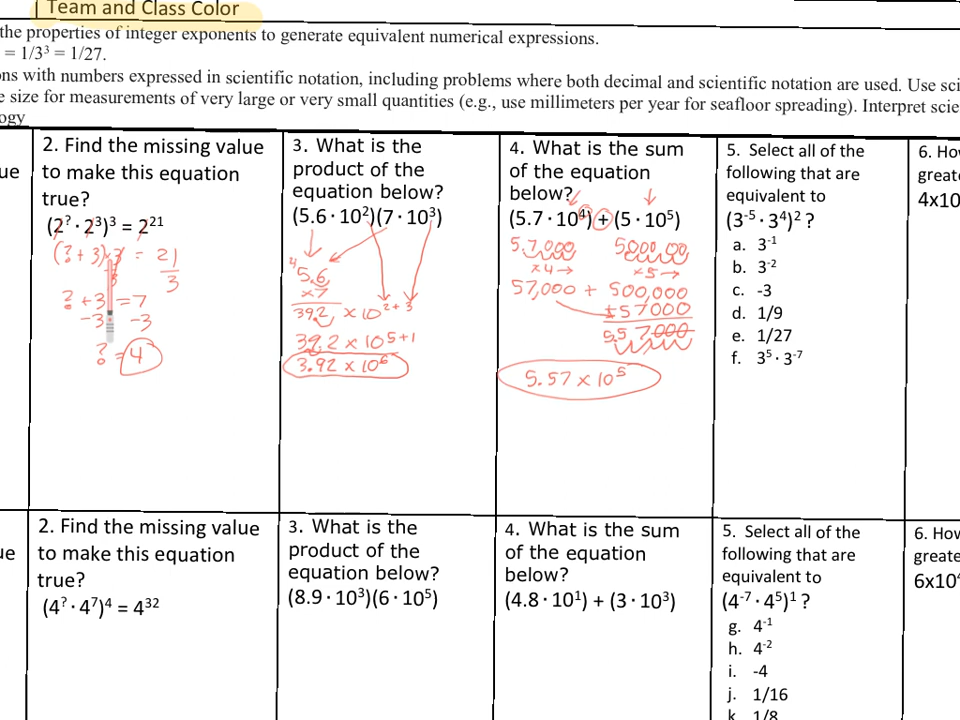 Team and Class Color
the properties of integer exponents to generate equivalent numerical expressions.
= 1/3³ = 1/27.
ons with numbers expressed in scientific notation, including problems where both decimal and scientific notation are used. Use sci
e size for measurements of very large or very small quantities (e.g., use millimeters per year for seafloor spreading). Interpret scie
ogy
ue
2. Find the missing value
to make this equation
true?
(2^? · 2³)³ = 2²¹
(? + 3)·3 = 21
3
3
? + 3 = 7
-3 -3
? = 4
3. What is the
product of the
equation below?
(5.6 · 10²)(7 · 10³)
4
5.6
x7
39.2 x 10²⁺³
39.2 x 10⁵⁺¹
3.92 x 10⁶
4. What is the sum
of the equation
below?
(5.7 · 10⁴) + (5 · 10⁵)
5.7,000 5,000,00
x4→ x5→
57,000 + 500,000
+57000
557,000
5.57 x 10⁵
5. Select all of the
following that are
equivalent to
(3⁻⁵ · 3⁴)² ?
a. 3⁻¹
b. 3⁻²
c. -3
d. 1/9
e. 1/27
f. 3⁵ · 3⁻⁷
6. How
greate
4x10
ue
2. Find the missing value
to make this equation
true?
(4^? · 4⁷)⁴ = 4³²
3. What is the
product of the
equation below?
(8.9 · 10³)(6 · 10⁵)
4. What is the sum
of the equation
below?
(4.8 · 10¹) + (3 · 10³)
5. Select all of the
following that are
equivalent to
(4⁻⁷ · 4⁵)¹ ?
g. 4⁻¹
h. 4⁻²
i. -4
j. 1/16
k. 1/8
6. How
greate
6x10⁴